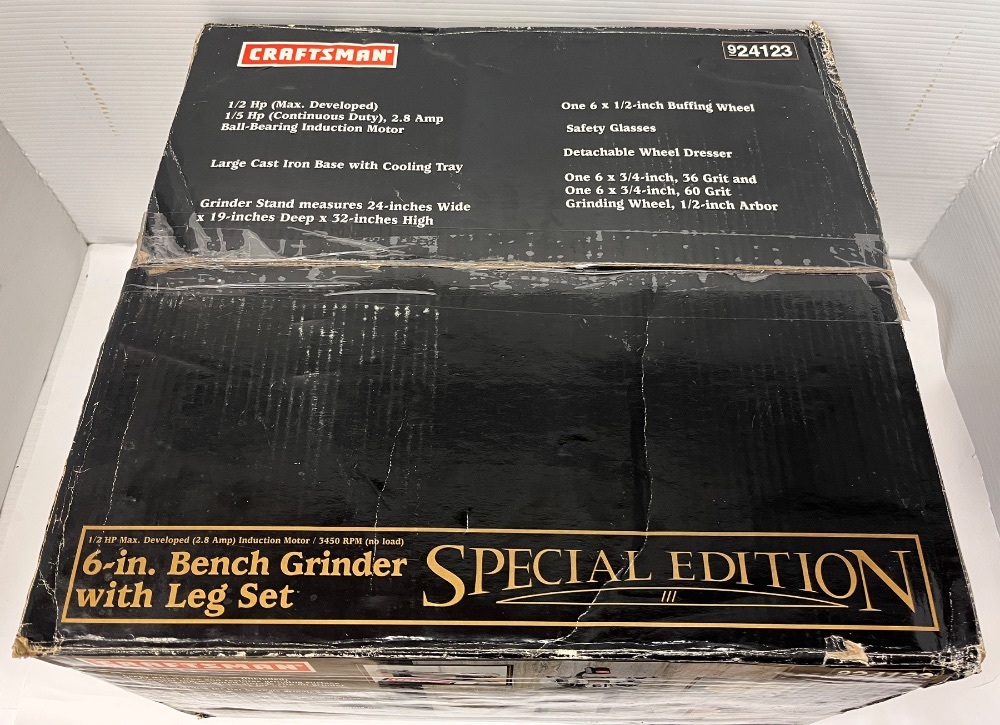 CRAFTSMAN
924123
1/2 Hp (Max. Developed)
1/5 Hp (Continuous Duty), 2.8 Amp
Ball-Bearing Induction Motor
Large Cast Iron Base with Cooling Tray
Grinder Stand measures 24-inches Wide
x 19-inches Deep x 32-inches High
One 6 x 1/2-inch Buffing Wheel
Safety Glasses
Detachable Wheel Dresser
One 6 x 3/4-inch, 36 Grit and
One 6 x 3/4-inch, 60 Grit
Grinding Wheel, 1/2-inch Arbor
1/2 HP Max. Developed (2.8 Amp) Induction Motor / 3450 RPM (no load)
6-in. Bench Grinder
with Leg Set
SPECIAL EDITION
CRAFTSMAN